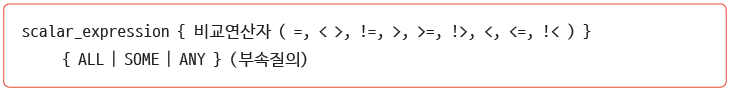 scalar_expression { 비교연산자 ( =, < >, !=, >, >=, !>, <, <=, !< ) }
{ ALL | SOME | ANY } (부속질의)